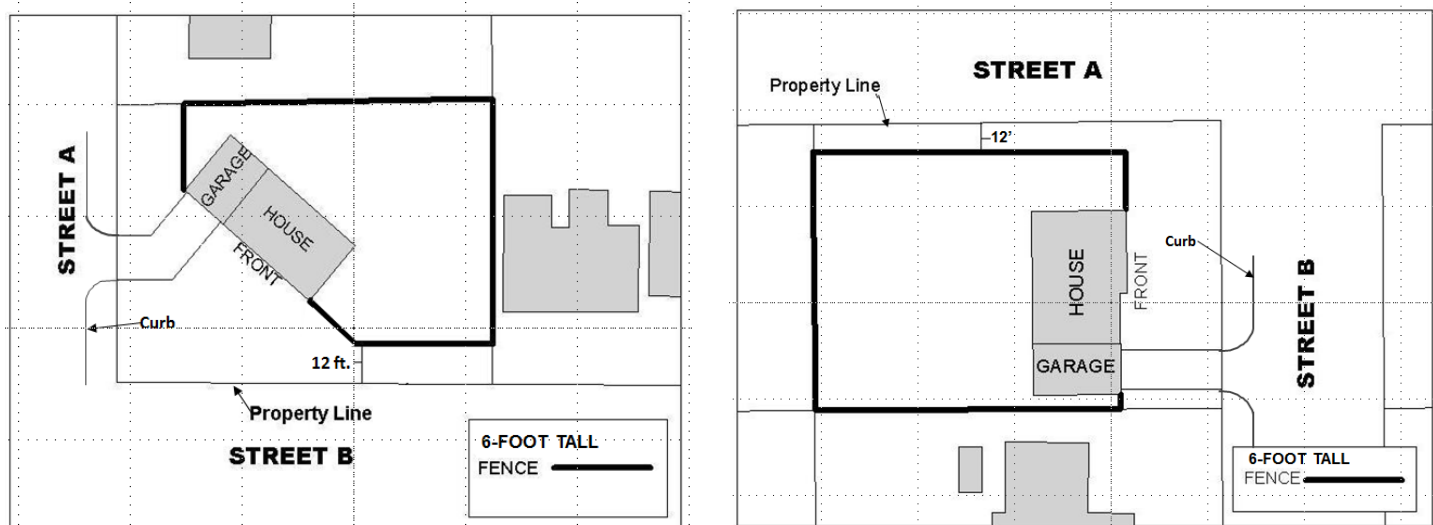 STREET A
GARAGE
HOUSE
FRONT
Curb
12 ft.
Property Line
STREET B
6-FOOT TALL
FENCE
STREET A
Property Line
12’
Curb
HOUSE
FRONT
STREET B
GARAGE
6-FOOT TALL
FENCE